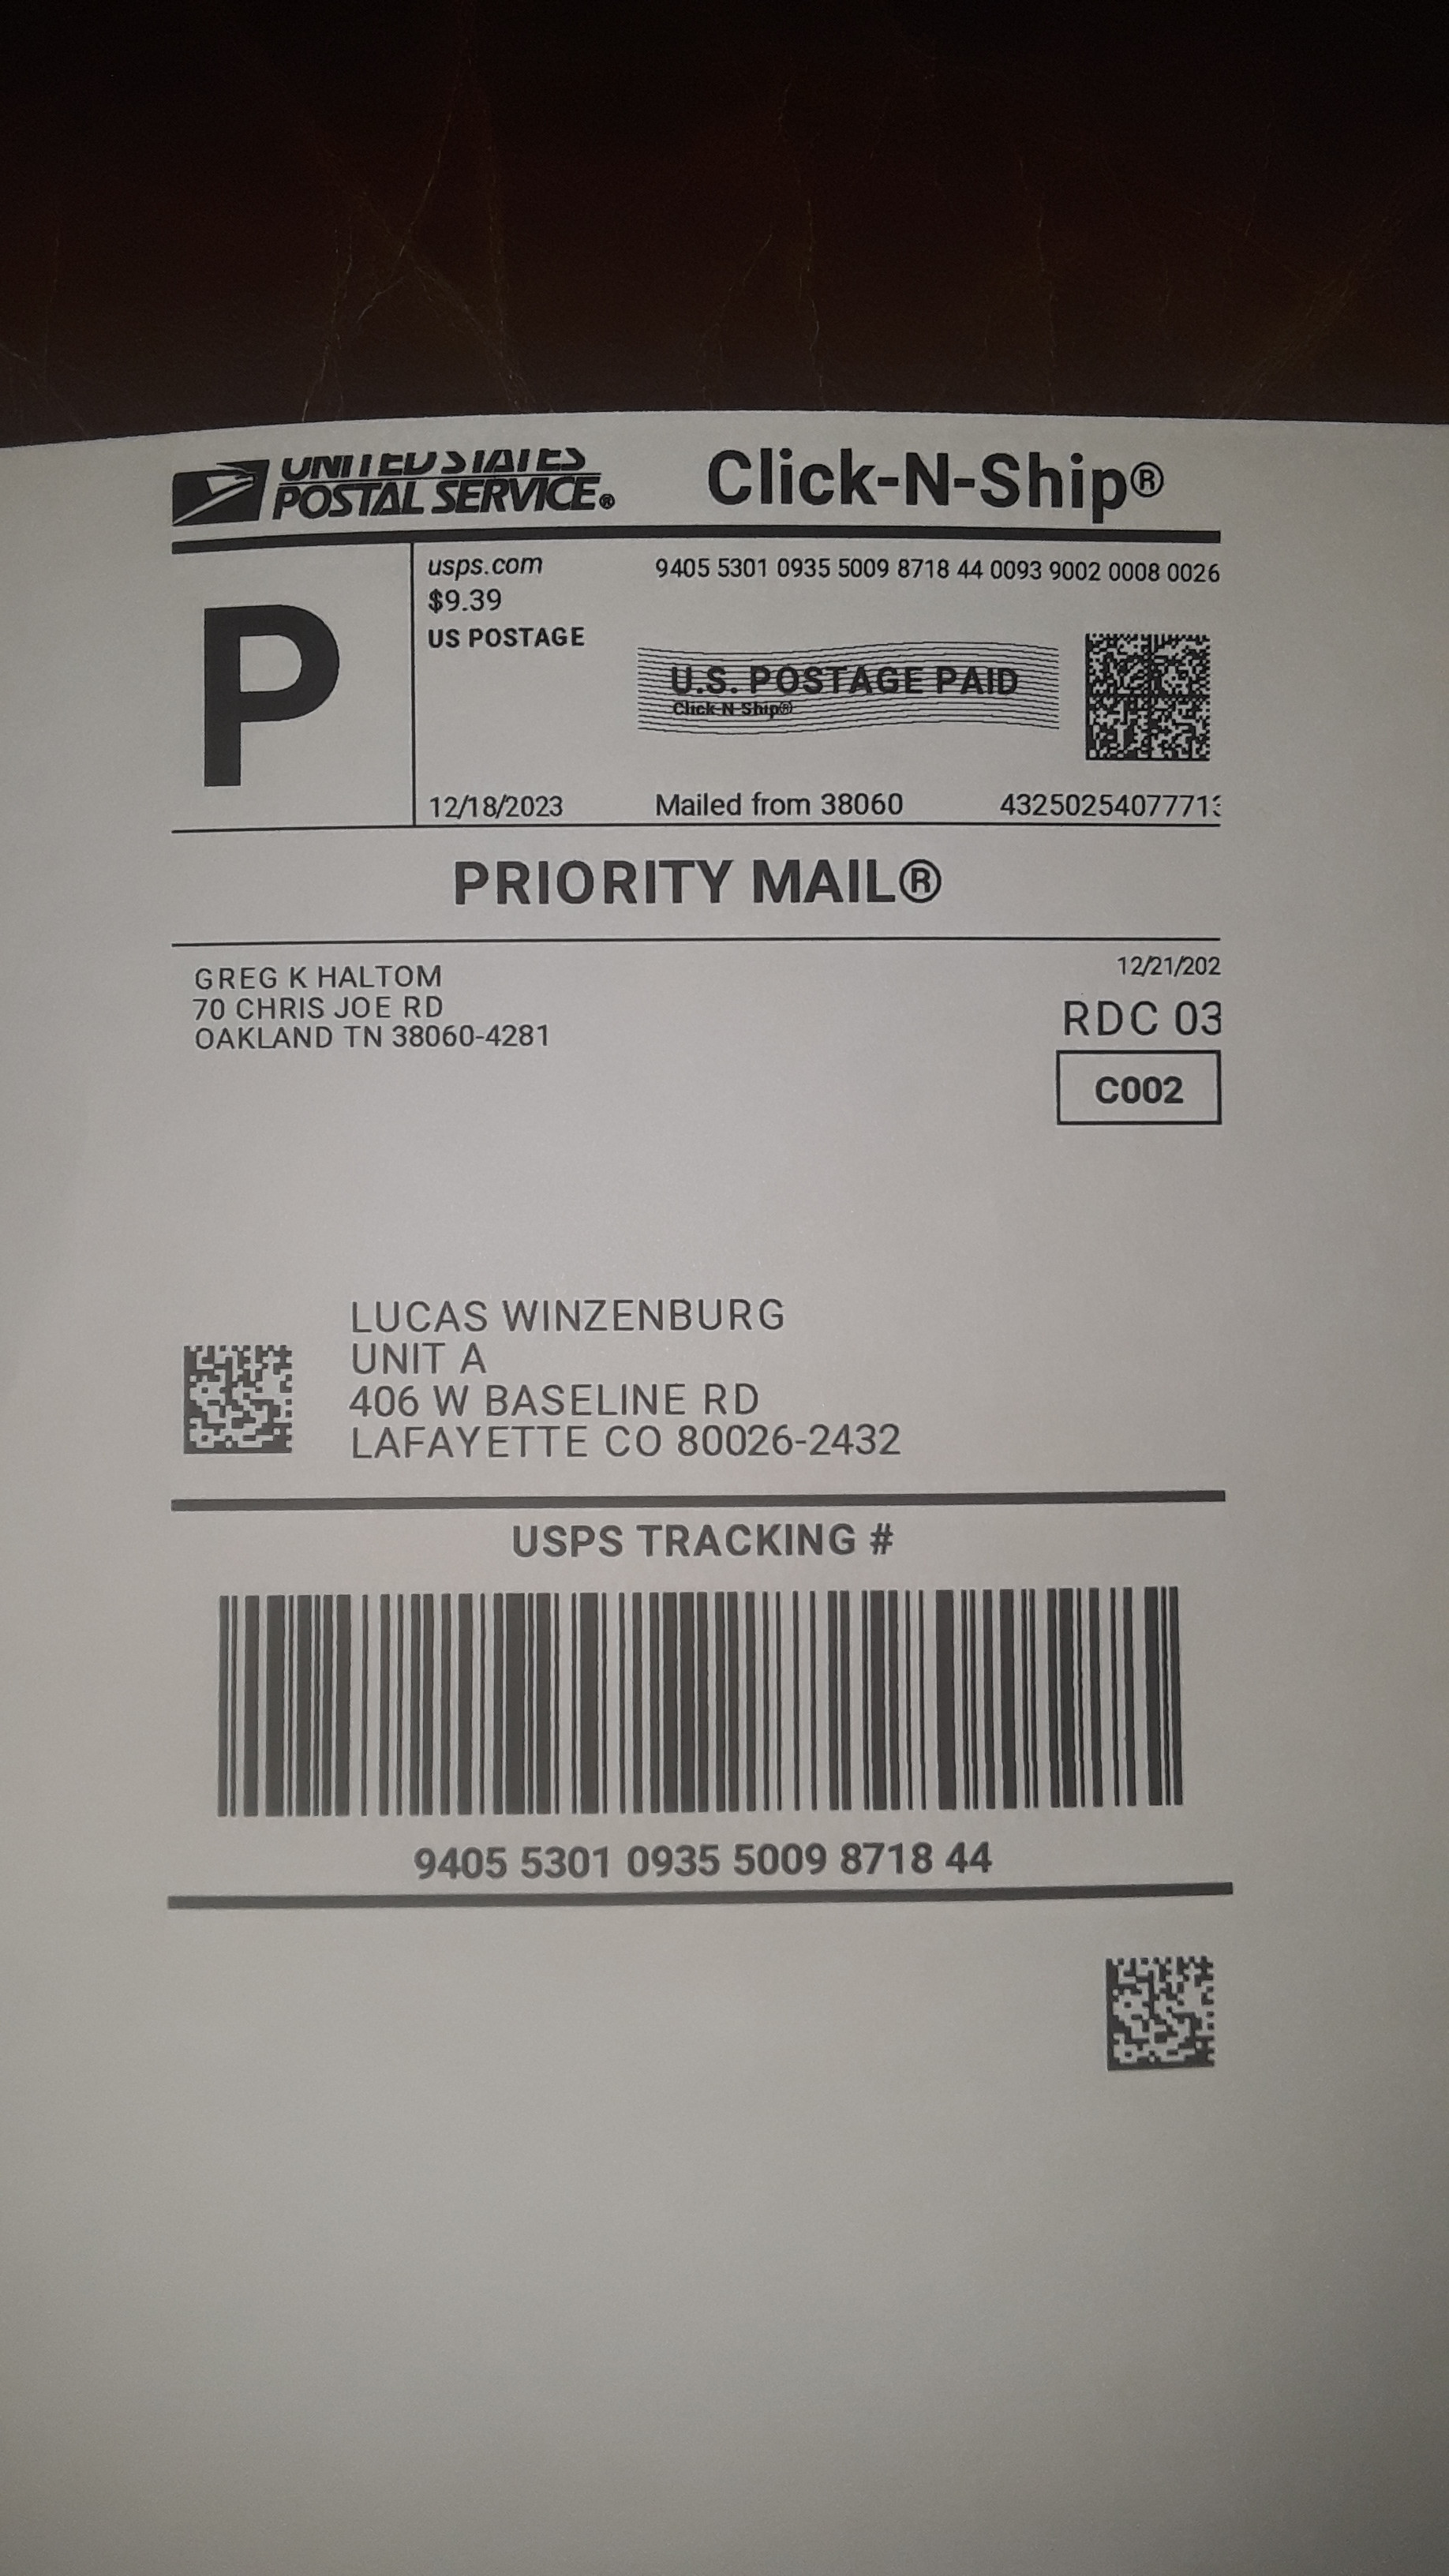 UNITED STATES
POSTAL SERVICE®
Click-N-Ship®
P
usps.com
$9.39
US POSTAGE
9405 5301 0935 5009 8718 44 0093 9002 0008 0026
U.S. POSTAGE PAID
Click-N-Ship®
12/18/2023
Mailed from 38060
4325025407771
PRIORITY MAIL®
GREG K HALTOM
70 CHRIS JOE RD
OAKLAND TN 38060-4281
12/21/202
RDC 03
C002
LUCAS WINZENBURG
UNIT A
406 W BASELINE RD
LAFAYETTE CO 80026-2432
USPS TRACKING #
9405 5301 0935 5009 8718 44